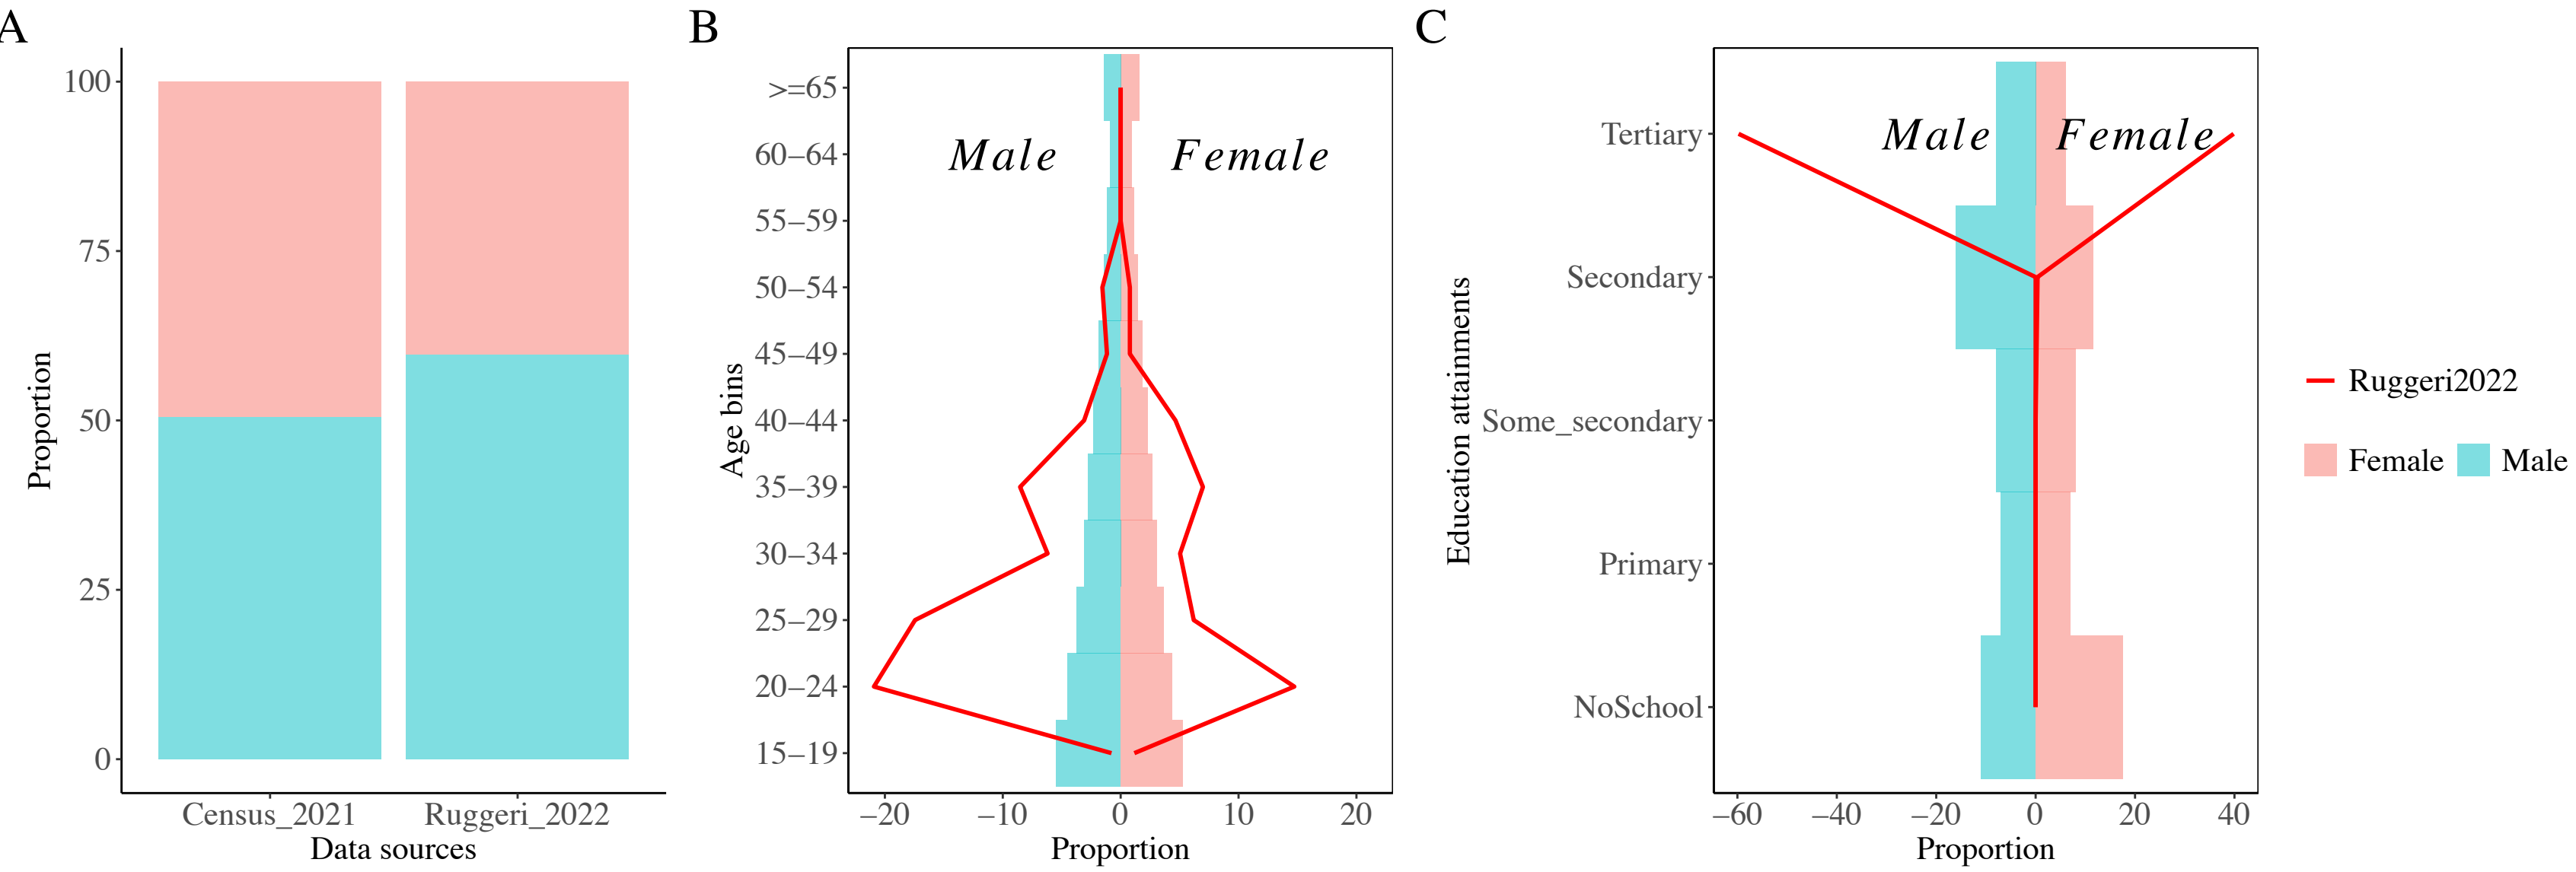 A
Proportion
100
75
50
25
0
Census_2021
Ruggeri_2022
Data sources
B
Age bins
>=65
60–64
55–59
50–54
45–49
40–44
35–39
30–34
25–29
20–24
15–19
Male
Female
−20
−10
0
10
20
Proportion
C
Education attainments
Tertiary
Secondary
Some_secondary
Primary
NoSchool
Male
Female
−60
−40
−20
0
20
40
Proportion
Ruggeri2022
Female
Male